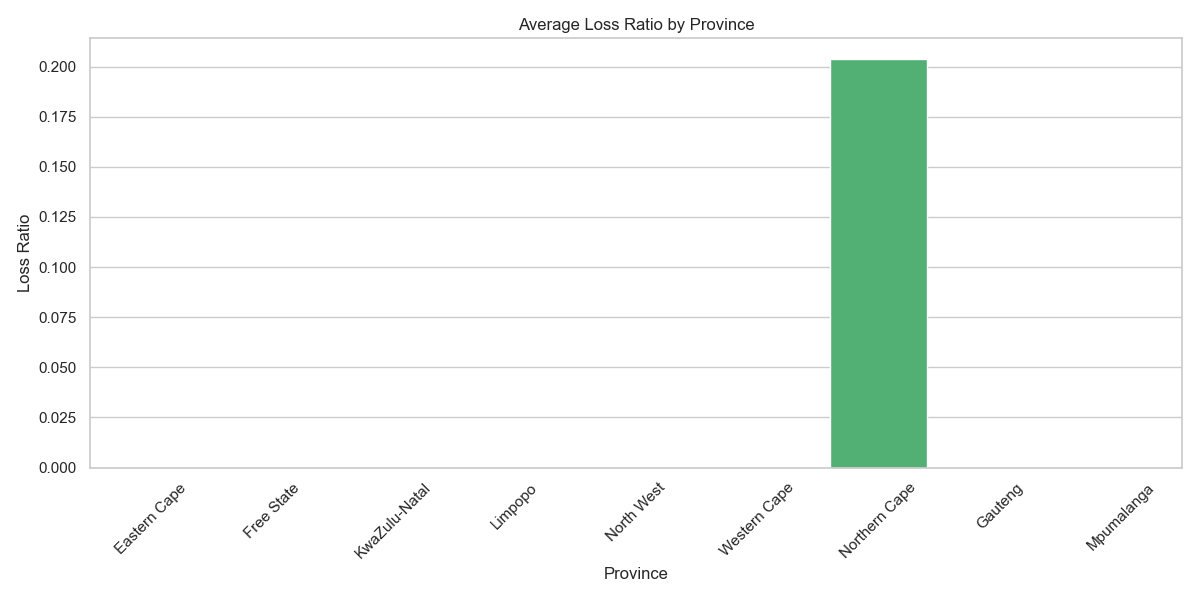 Average Loss Ratio by Province
Loss Ratio
0.200
0.175
0.150
0.125
0.100
0.075
0.050
0.025
0.000
Eastern Cape
Free State
KwaZulu-Natal
Limpopo
North West
Western Cape
Northern Cape
Gauteng
Mpumalanga
Province